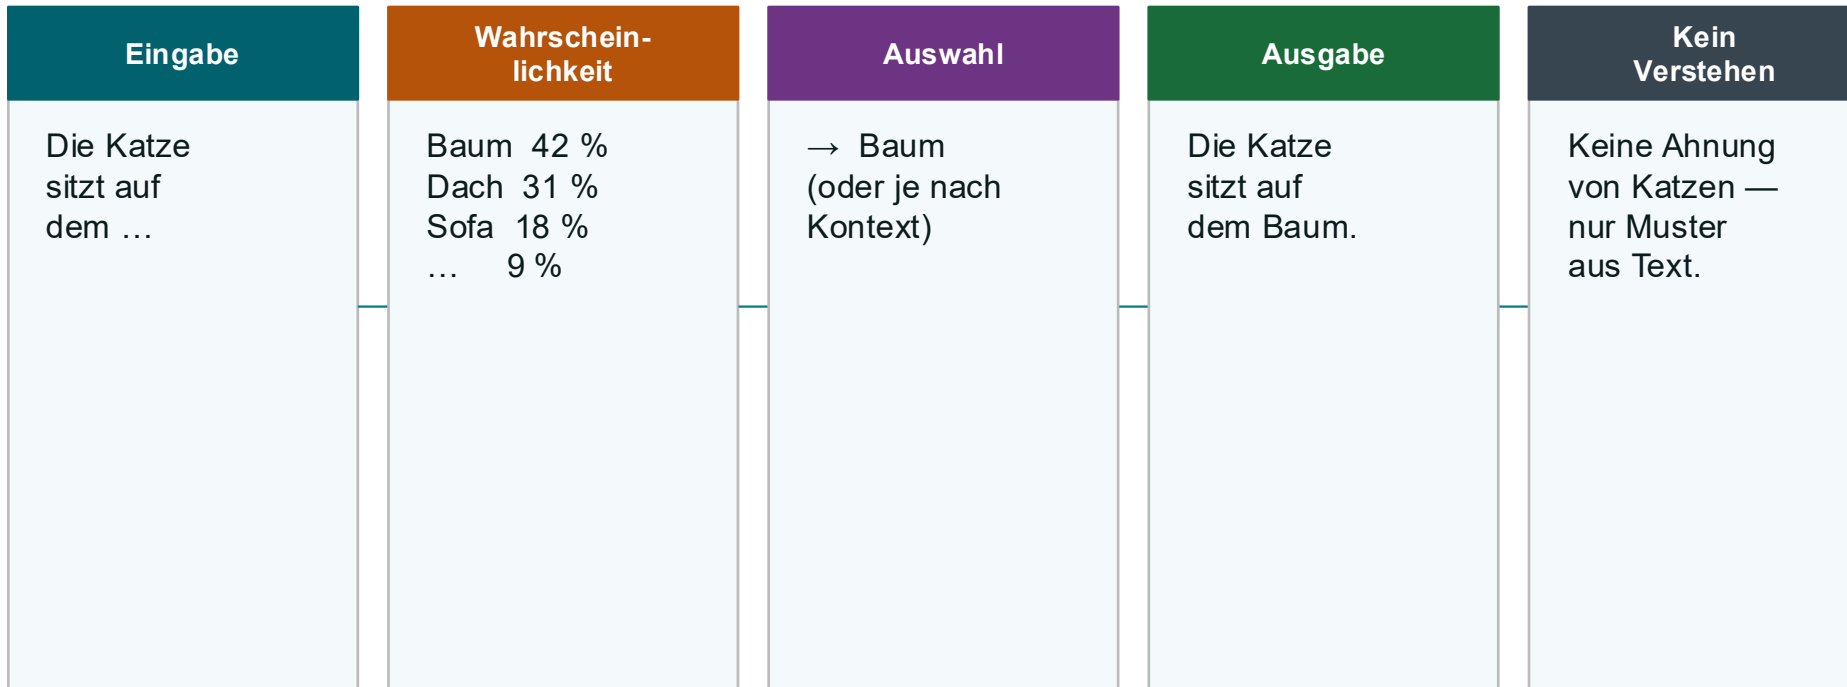 Eingabe
Die Katze
sitzt auf
dem …
Wahrschein-
lichkeit
Baum  42 %
Dach  31 %
Sofa  18 %
…  9 %
Auswahl
→ Baum
(oder je nach
Kontext)
Ausgabe
Die Katze
sitzt auf
dem Baum.
Kein
Verstehen
Keine Ahnung
von Katzen —
nur Muster
aus Text.